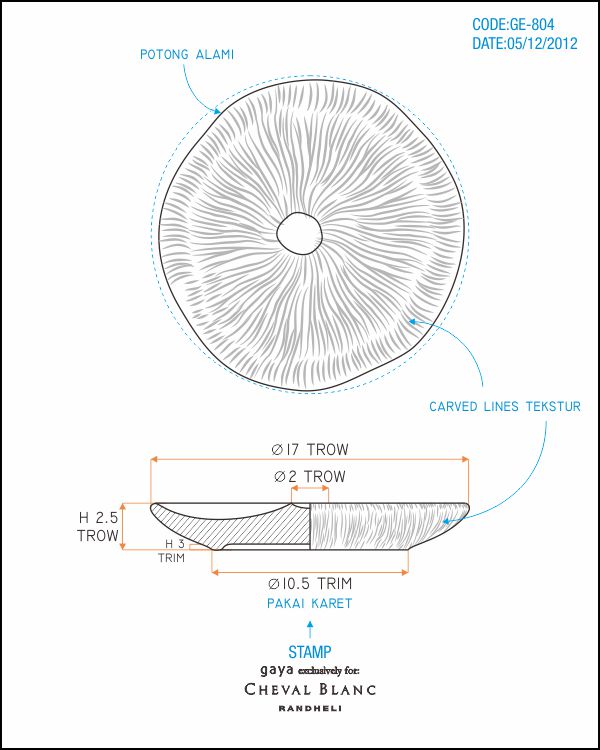 CODE:GE-804
DATE:05/12/2012
POTONG ALAMI
CARVED LINES TEKSTUR
Ø17 TROW
Ø2 TROW
H 2.5
TROW
H 3
TRIM
Ø10.5 TRIM
PAKAI KARET
STAMP
gaya exclusively for:
CHEVAL BLANC
RANDHELI